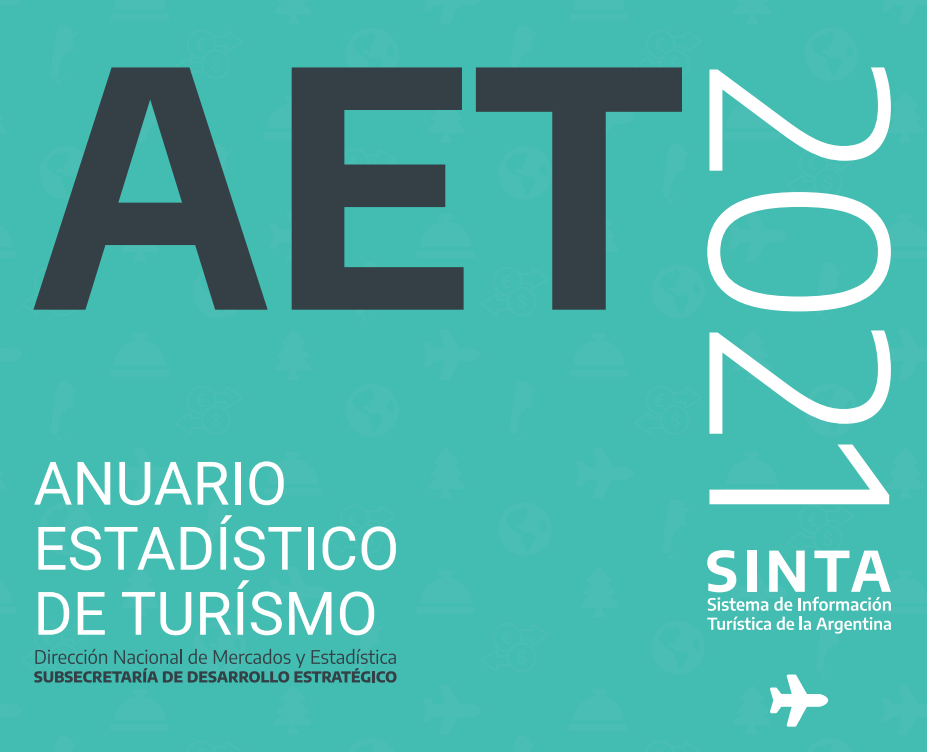 AET
2021
ANUARIO
ESTADÍSTICO
DE TURÍSMO
Dirección Nacional de Mercados y Estadística
SUBSECRETARÍA DE DESARROLLO ESTRATÉGICO
SINTA
Sistema de Información
Turística de la Argentina